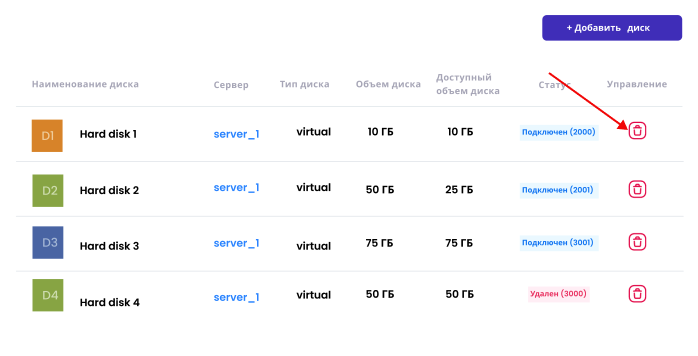 + Добавить диск
Наименование диска Сервер Тип диска Объем диска Доступный объем диска Статус Управление
D1 Hard disk 1 server_1 virtual 10 ГБ 10 ГБ Подключен (2000)
D2 Hard disk 2 server_1 virtual 50 ГБ 25 ГБ Подключен (2001)
D3 Hard disk 3 server_1 virtual 75 ГБ 75 ГБ Подключен (3001)
D4 Hard disk 4 server_1 virtual 50 ГБ 50 ГБ Удален (3000)